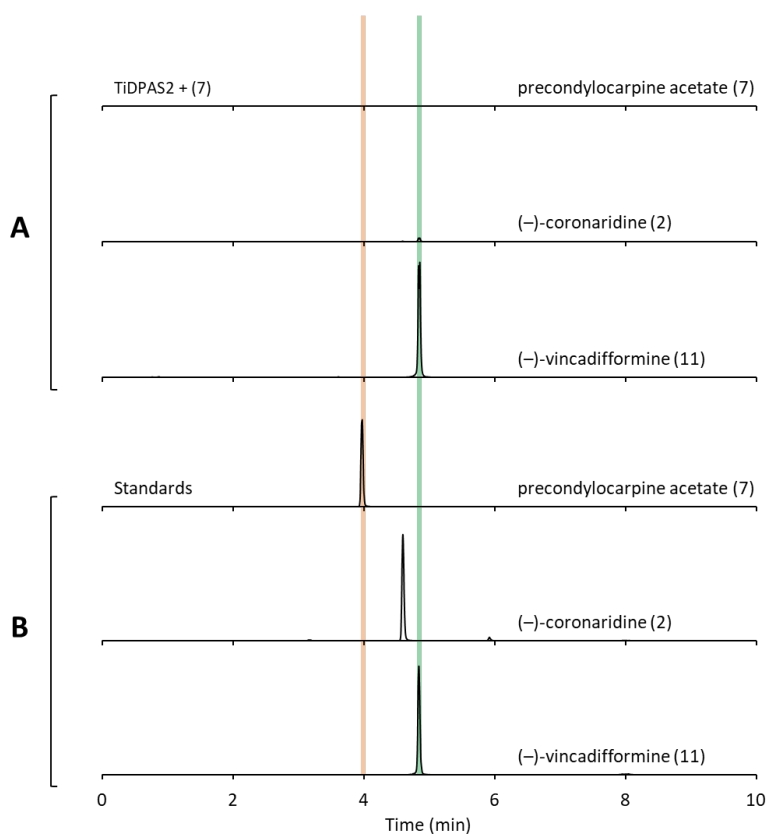 TiDPAS2 + (7) precondylocarpine acetate (7)
A
(–)-coronaridine (2)
(–)-vincadifformine (11)
Standards precondylocarpine acetate (7)
B
(–)-coronaridine (2)
(–)-vincadifformine (11)
0 2 4 6 8 10
Time (min)